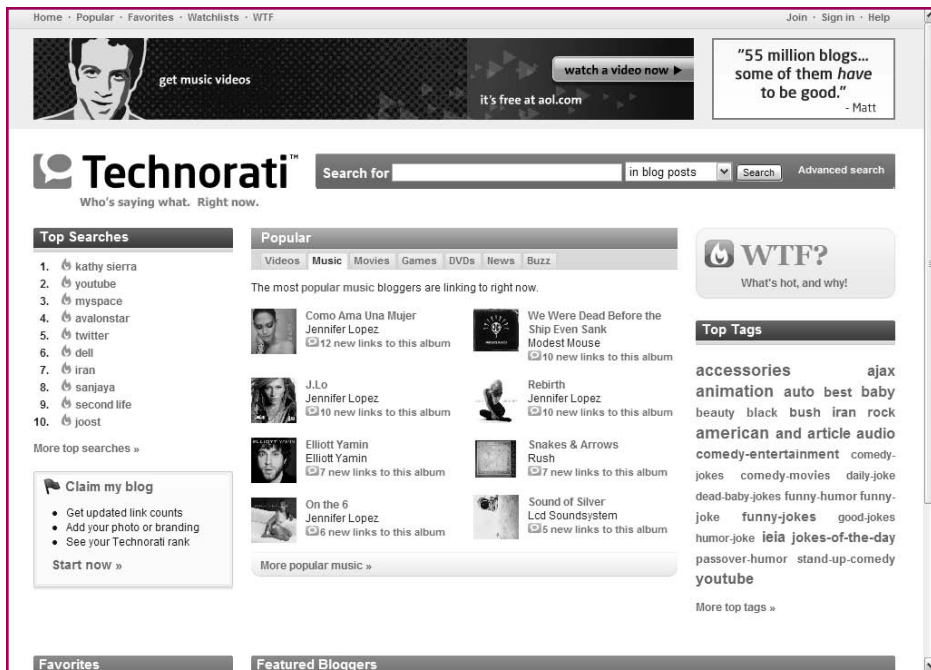 Home · Popular · Favorites · Watchlists · WTF
Join · Sign in · Help
get music videos
watch a video now
it's free at aol.com
"55 million blogs...
some of them have
to be good."
- Matt
Technorati™
Who's saying what. Right now.
Search for
in blog posts
Search
Advanced search
Top Searches
1. kathy sierra
2. youtube
3. myspace
4. avalonstar
5. twitter
6. dell
7. iran
8. sanjaya
9. second life
10. joost
More top searches »
Claim my blog
• Get updated link counts
• Add your photo or branding
• See your Technorati rank
Start now »
Popular
Videos Music Movies Games DVDs News Buzz
The most popular music bloggers are linking to right now.
Como Ama Una Mujer
Jennifer Lopez
12 new links to this album
We Were Dead Before the
Ship Even Sank
Modest Mouse
10 new links to this album
J.Lo
Jennifer Lopez
10 new links to this album
Rebirth
Jennifer Lopez
10 new links to this album
ELLIOTT YAMIN
Elliott Yamin
Elliott Yamin
7 new links to this album
Snakes & Arrows
Rush
7 new links to this album
On the 6
Jennifer Lopez
6 new links to this album
Sound of Silver
Lcd Soundsystem
5 new links to this album
More popular music »
WTF?
What's hot, and why!
Top Tags
accessories ajax
animation auto best baby
beauty black bush iran rock
american and article audio
comedy-entertainment comedy-
jokes comedy-movies daily-joke
dead-baby-jokes funny-humor funny-
joke funny-jokes good-jokes
humor-joke ieia jokes-of-the-day
passover-humor stand-up-comedy
youtube
More top tags »
Favorites
Featured Bloggers